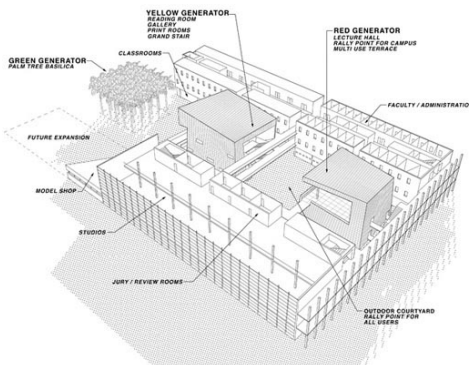 YELLOW GENERATOR
READING ROOM
GALLERY
PRINT ROOMS
GRAND STAIR
RED GENERATOR
LECTURE HALL
RALLY POINT FOR CAMPUS
MULTI USE TERRACE
GREEN GENERATOR
PALM TREE BASILICA
CLASSROOMS
FACULTY / ADMINISTRATIO
FUTURE EXPANSION
MODEL SHOP
STUDIOS
JURY / REVIEW ROOMS
OUTDOOR COURTYARD
RALLY POINT FOR
ALL USERS